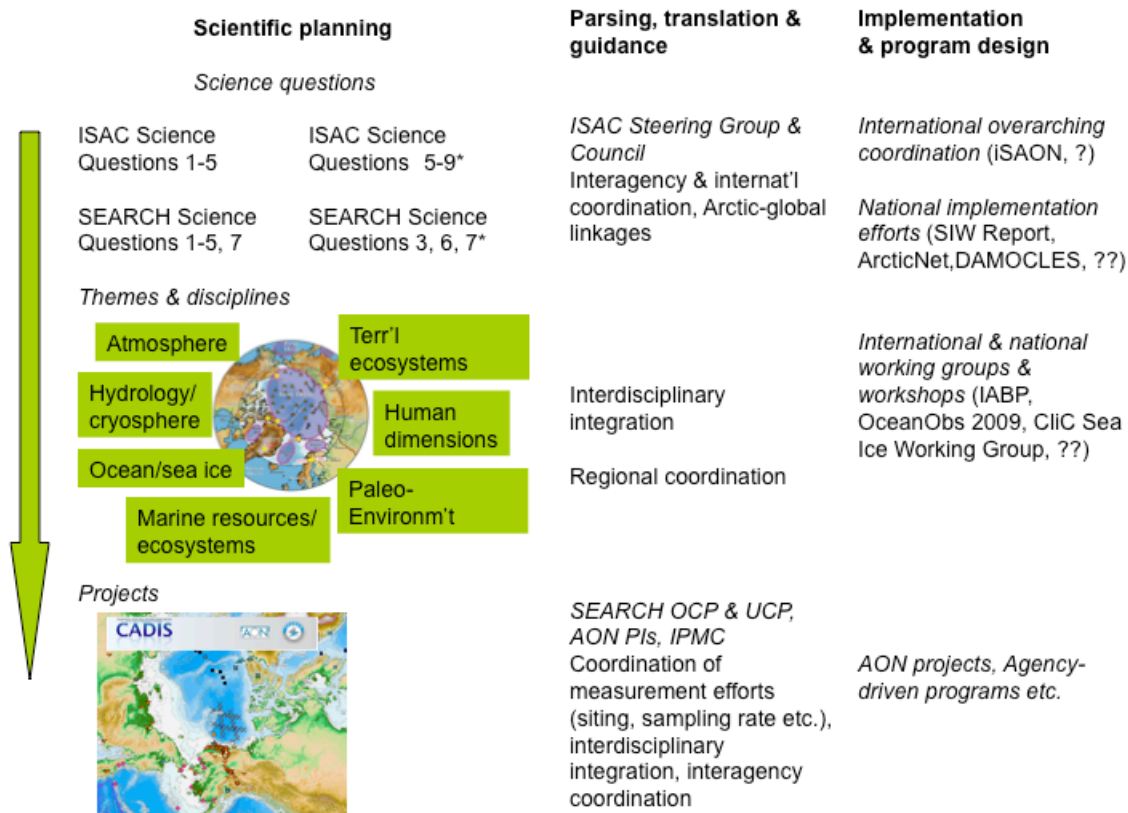 Scientific planning
Parsing, translation &
guidance
Implementation
& program design
Science questions
ISAC Science
Questions 1-5
ISAC Science
Questions 5-9*
SEARCH Science
Questions 1-5, 7
SEARCH Science
Questions 3, 6, 7*
ISAC Steering Group &
Council
Interagency & internat'l
coordination, Arctic-global
linkages
International overarching
coordination (iSAON, ?)
National implementation
efforts (SIW Report,
ArcticNet,DAMOCLES, ??)
Themes & disciplines
Atmosphere
Terr'l
ecosystems
Hydrology/
cryosphere
Human
dimensions
Ocean/sea ice
Paleo-
Environm't
Marine resources/
ecosystems
Interdisciplinary
integration
Regional coordination
International & national
working groups &
workshops (IABP,
OceanObs 2009, CliC Sea
Ice Working Group, ??)
Projects
CADIS
AON
SEARCH OCP & UCP,
AON PIs, IPMC
Coordination of
measurement efforts
(siting, sampling rate etc.),
interdisciplinary
integration, interagency
coordination
AON projects, Agency-
driven programs etc.